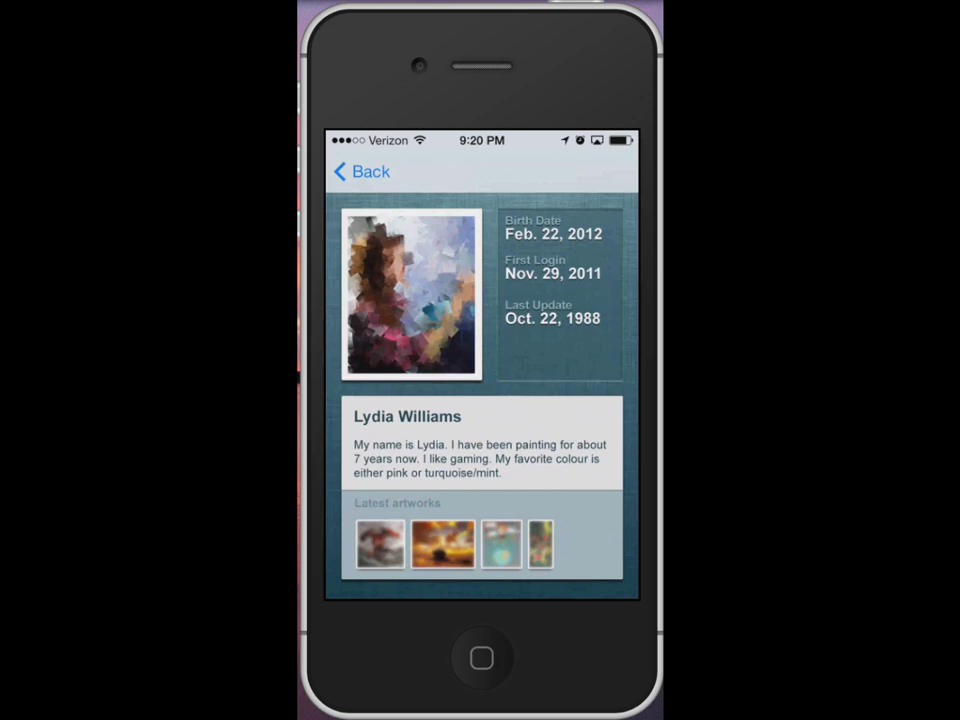 Verizon 9:20 PM
Back
Birth Date
Feb. 22, 2012
First Login
Nov. 29, 2011
Last Update
Oct. 22, 1988
Lydia Williams
My name is Lydia. I have been painting for about
7 years now. I like gaming. My favorite colour is
either pink or turquoise/mint.
Latest artworks